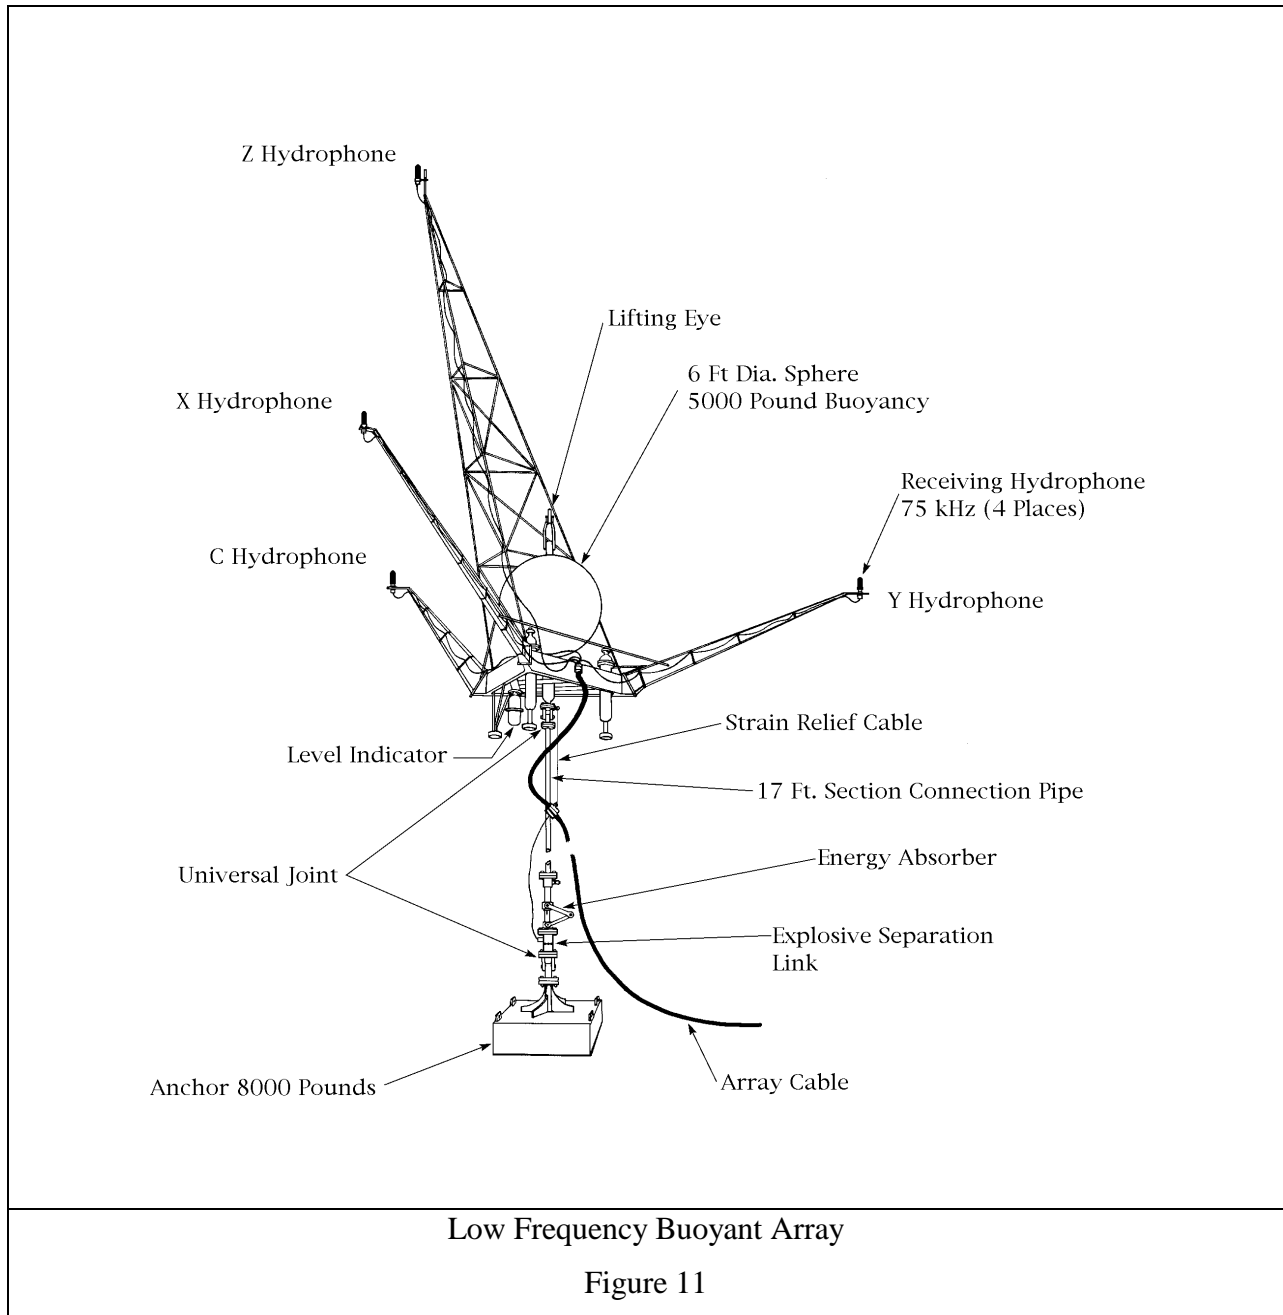 Z Hydrophone
Lifting Eye
6 Ft Dia. Sphere
5000 Pound Buoyancy
X Hydrophone
Receiving Hydrophone
75 kHz (4 Places)
C Hydrophone
Y Hydrophone
Strain Relief Cable
Level Indicator
17 Ft. Section Connection Pipe
Energy Absorber
Universal Joint
Explosive Separation
Link
Anchor 8000 Pounds
Array Cable
Low Frequency Buoyant Array
Figure 11